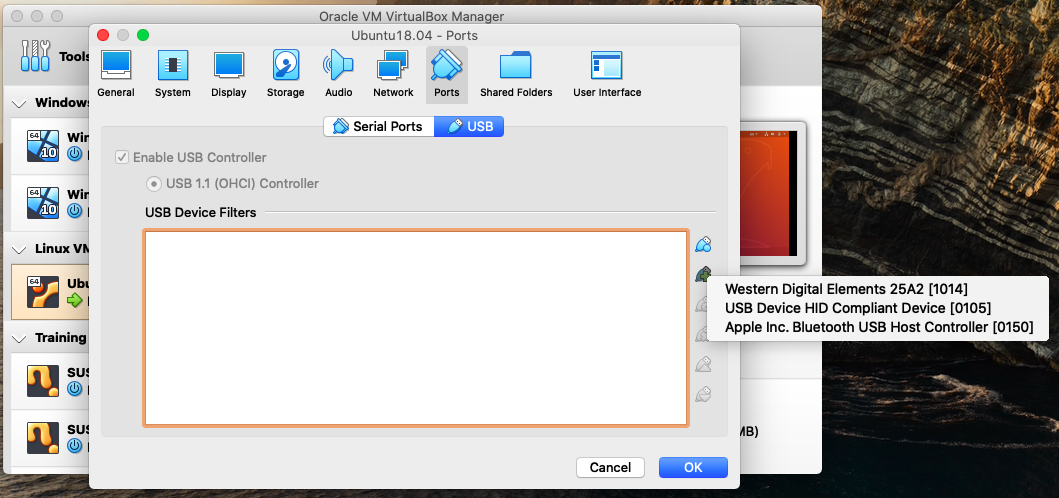 Oracle VM VirtualBox Manager
Ubuntu18.04 - Ports
Tools
General System Display Storage Audio Network Ports Shared Folders User Interface
Windows
Serial Ports USB
64
10
Win
Enable USB Controller
USB 1.1 (OHCI) Controller
64
10
Win
USB Device Filters
Linux VM
64
Ubu
Western Digital Elements 25A2 [1014]
USB Device HID Compliant Device [0105]
Apple Inc. Bluetooth USB Host Controller [0150]
Training
SUS
SUS
MB)
Cancel OK